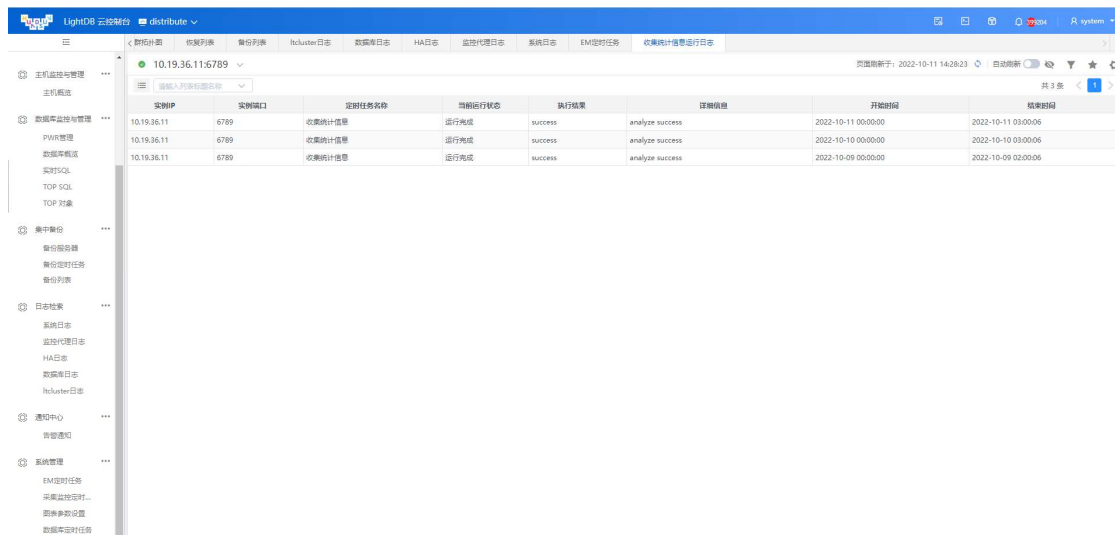 LightDB 云控制台 distribute
399204 system
群拓扑图 恢复列表 备份列表 ltcluster日志 数据库日志 HA日志 监控代理日志 系统日志 EM定时任务 收集统计信息运行日志
10.19.36.11:6789 页面刷新于：2022-10-11 14:28:23 自动刷新
请输入列表标题名称 共 3 条 1
实例IP 实例端口 定时任务名称 当前运行状态 执行结果 详细信息 开始时间 结束时间
10.19.36.11 6789 收集统计信息 运行完成 success analyze success 2022-10-11 00:00:00 2022-10-11 03:00:06
10.19.36.11 6789 收集统计信息 运行完成 success analyze success 2022-10-10 00:00:00 2022-10-10 03:00:06
10.19.36.11 6789 收集统计信息 运行完成 success analyze success 2022-10-09 00:00:00 2022-10-09 02:00:06
主机监控与管理
主机概览
数据库监控与管理
PWR管理
数据库概览
实时SQL
TOP SQL
TOP 对象
集中备份
备份服务器
备份定时任务
备份列表
日志检索
系统日志
监控代理日志
HA日志
数据库日志
ltcluster日志
通知中心
告警通知
系统管理
EM定时任务
采集监控定时...
图表参数设置
数据库定时任务